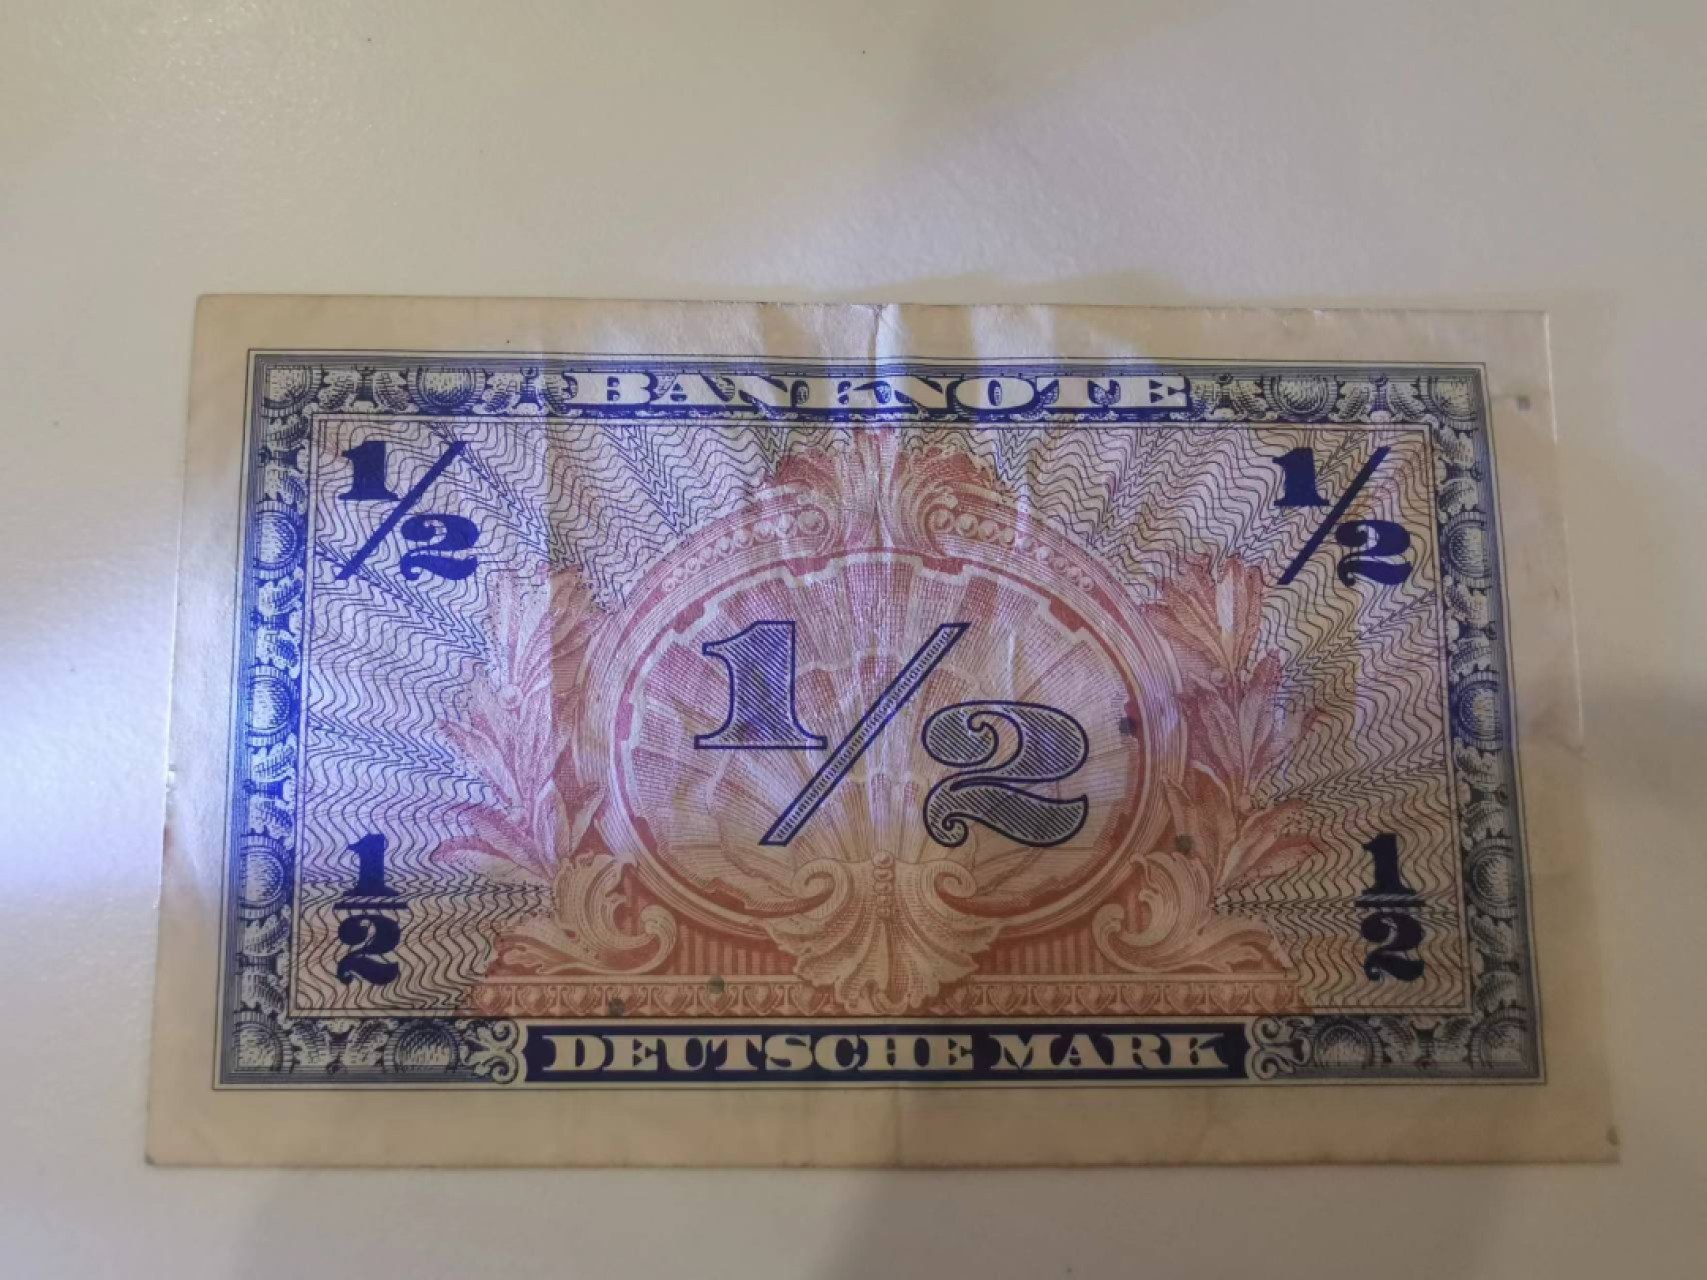 BANKNOTE
1/2 1/2
1/2
1/2 1/2
DEUTSCHE MARK